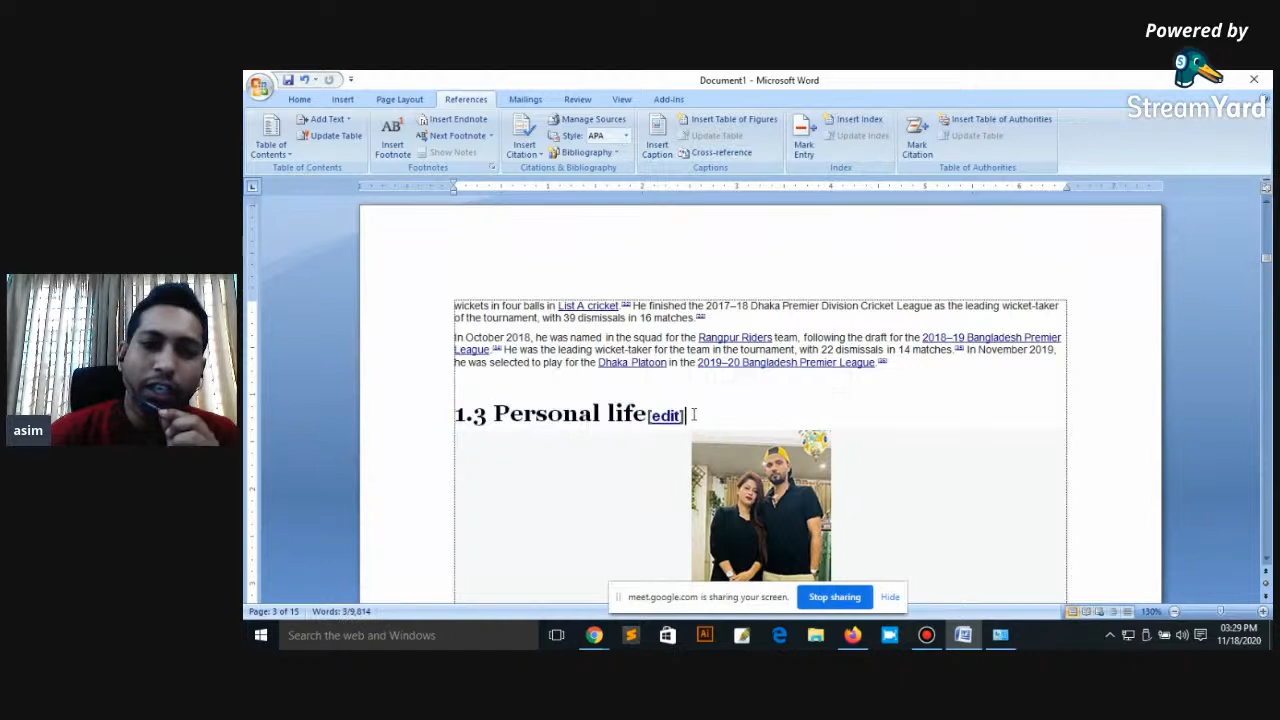 Powered by
StreamYard
Document1 - Microsoft Word
Home Insert Page Layout References Mailings Review View Add-Ins
Table of Contents
Add Text
Update Table
Table of Contents
AB
Insert Footnote
Insert Endnote
Next Footnote
Show Notes
Footnotes
Insert Citation
Manage Sources
Style: APA
Bibliography
Citations & Bibliography
Insert Caption
Insert Table of Figures
Update Table
Cross-reference
Captions
Mark Entry
Insert Index
Update Index
Index
Mark Citation
Insert Table of Authorities
Update Table
Table of Authorities
wickets in four balls in List A cricket He finished the 2017–18 Dhaka Premier Division Cricket League as the leading wicket-taker
of the tournament, with 39 dismissals in 16 matches.
In October 2018, he was named in the squad for the Rangpur Riders team, following the draft for the 2018–19 Bangladesh Premier
League. He was the leading wicket-taker for the team in the tournament, with 22 dismissals in 14 matches. In November 2019,
he was selected to play for the Dhaka Platoon in the 2019–20 Bangladesh Premier League.
1.3 Personal life[edit]
asim
meet.google.com is sharing your screen. Stop sharing Hide
Page: 3 of 15 Words: 3/9,814 130%
Search the web and Windows
03:29 PM
11/18/2020